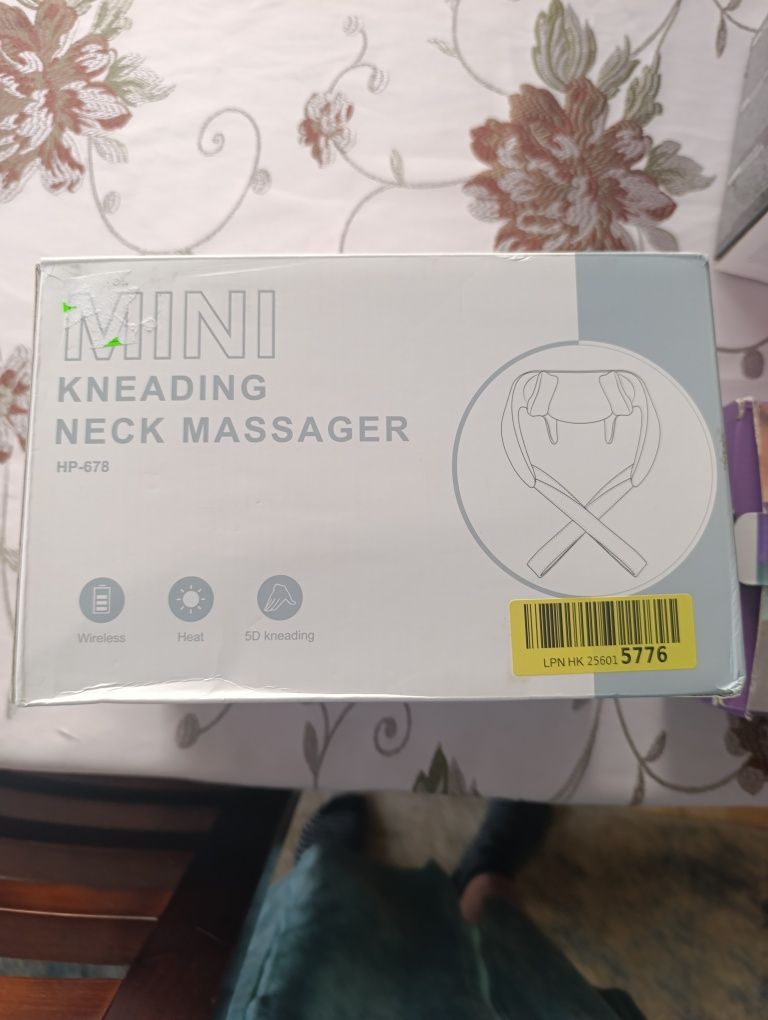 MINI
KNEADING
NECK MASSAGER
HP-678
Wireless
Heat
5D kneading
LPN HK 25601 5776